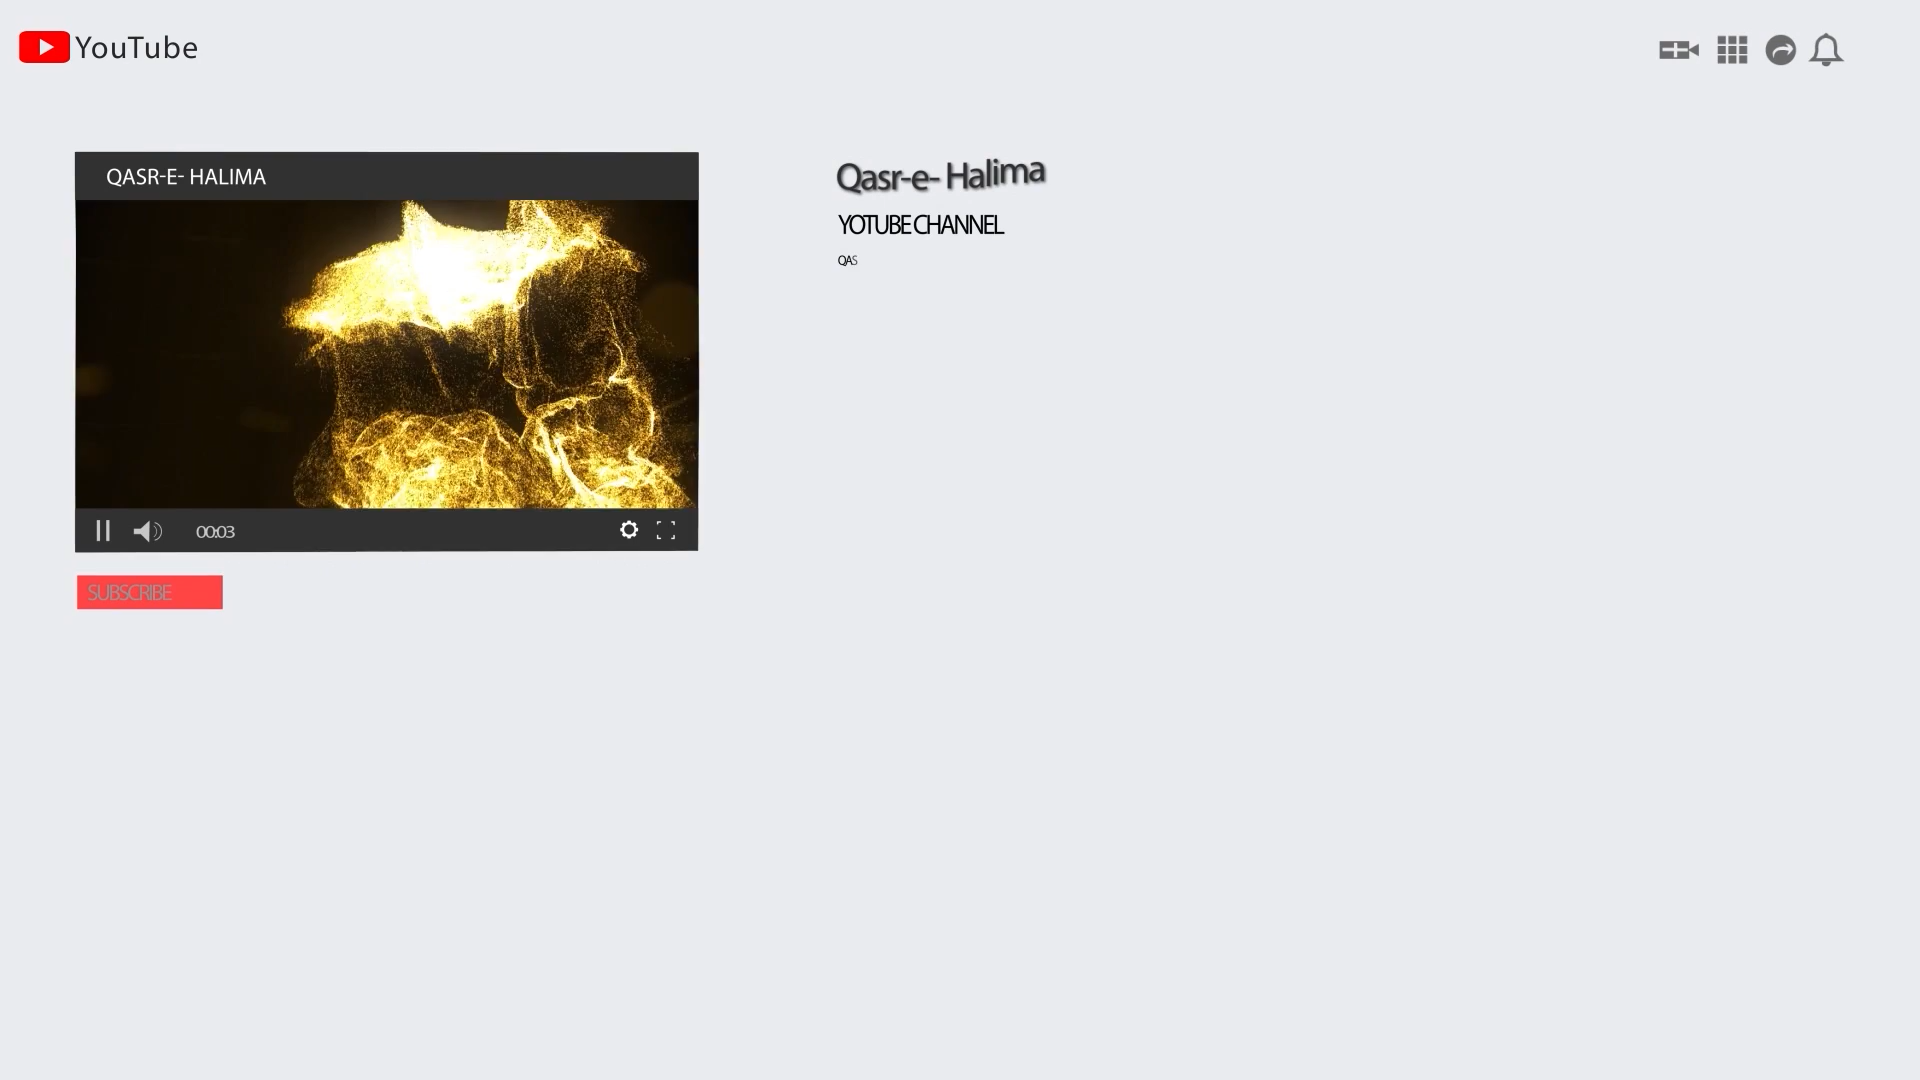 YouTube
QASR-E- HALIMA
00:03
SUBSCRIBE
Qasr-e- Halima
YOTUBE CHANNEL
QAS